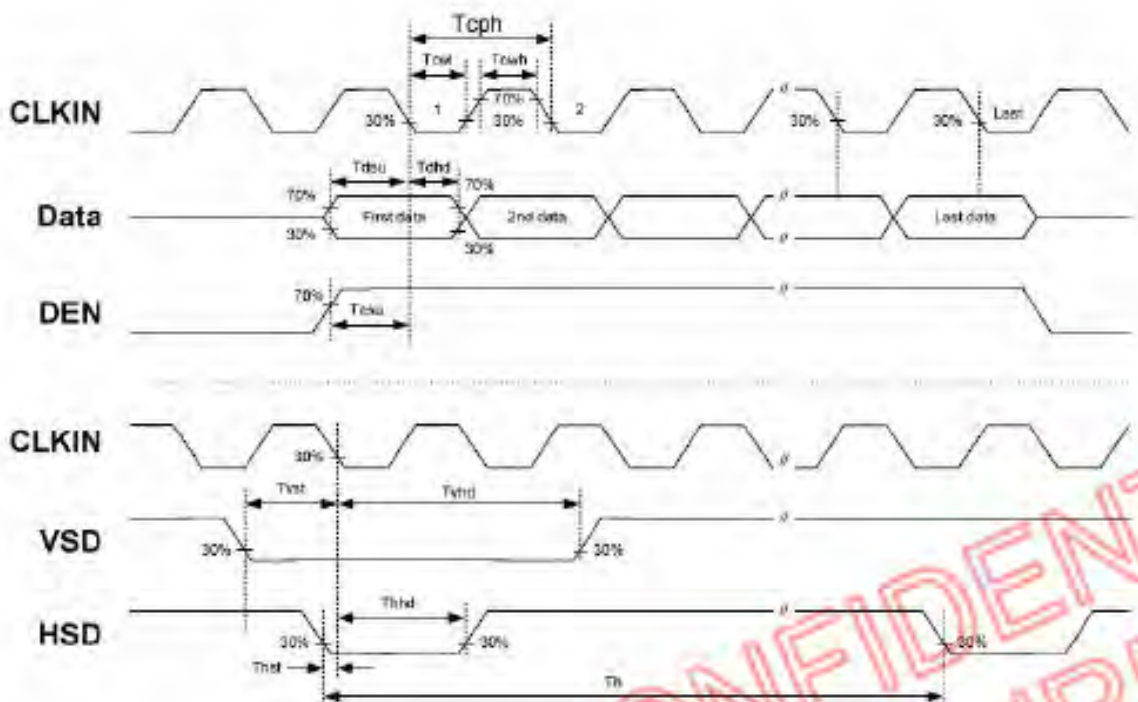 Tcph
Tcwl Tcwh
CLKIN 30% 1 70% 30% 2 30% 30% Last
Tdsu Tdhd
70% 70%
Data First data 2nd data Last data
30% 30%
70%
DEN
Tesu
CLKIN
30%
Tvst Tvhd
VSD 30% 30%
Thhd
HSD 30% 30% 30%
Thst
Th
CONFIDENT